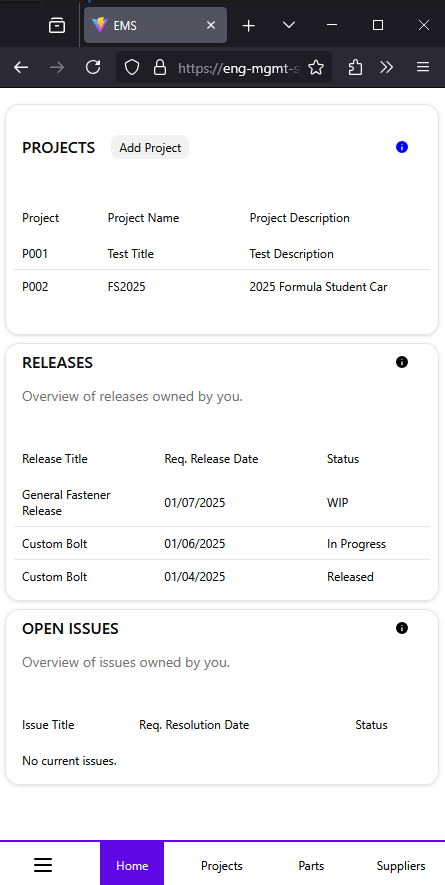 EMS
https://eng-mgmt-s
PROJECTS Add Project
Project Project Name Project Description
P001 Test Title Test Description
P002 FS2025 2025 Formula Student Car
RELEASES
Overview of releases owned by you.
Release Title Req. Release Date Status
General Fastener
Release 01/07/2025 WIP
Custom Bolt 01/06/2025 In Progress
Custom Bolt 01/04/2025 Released
OPEN ISSUES
Overview of issues owned by you.
Issue Title Req. Resolution Date Status
No current issues.
Home Projects Parts Suppliers